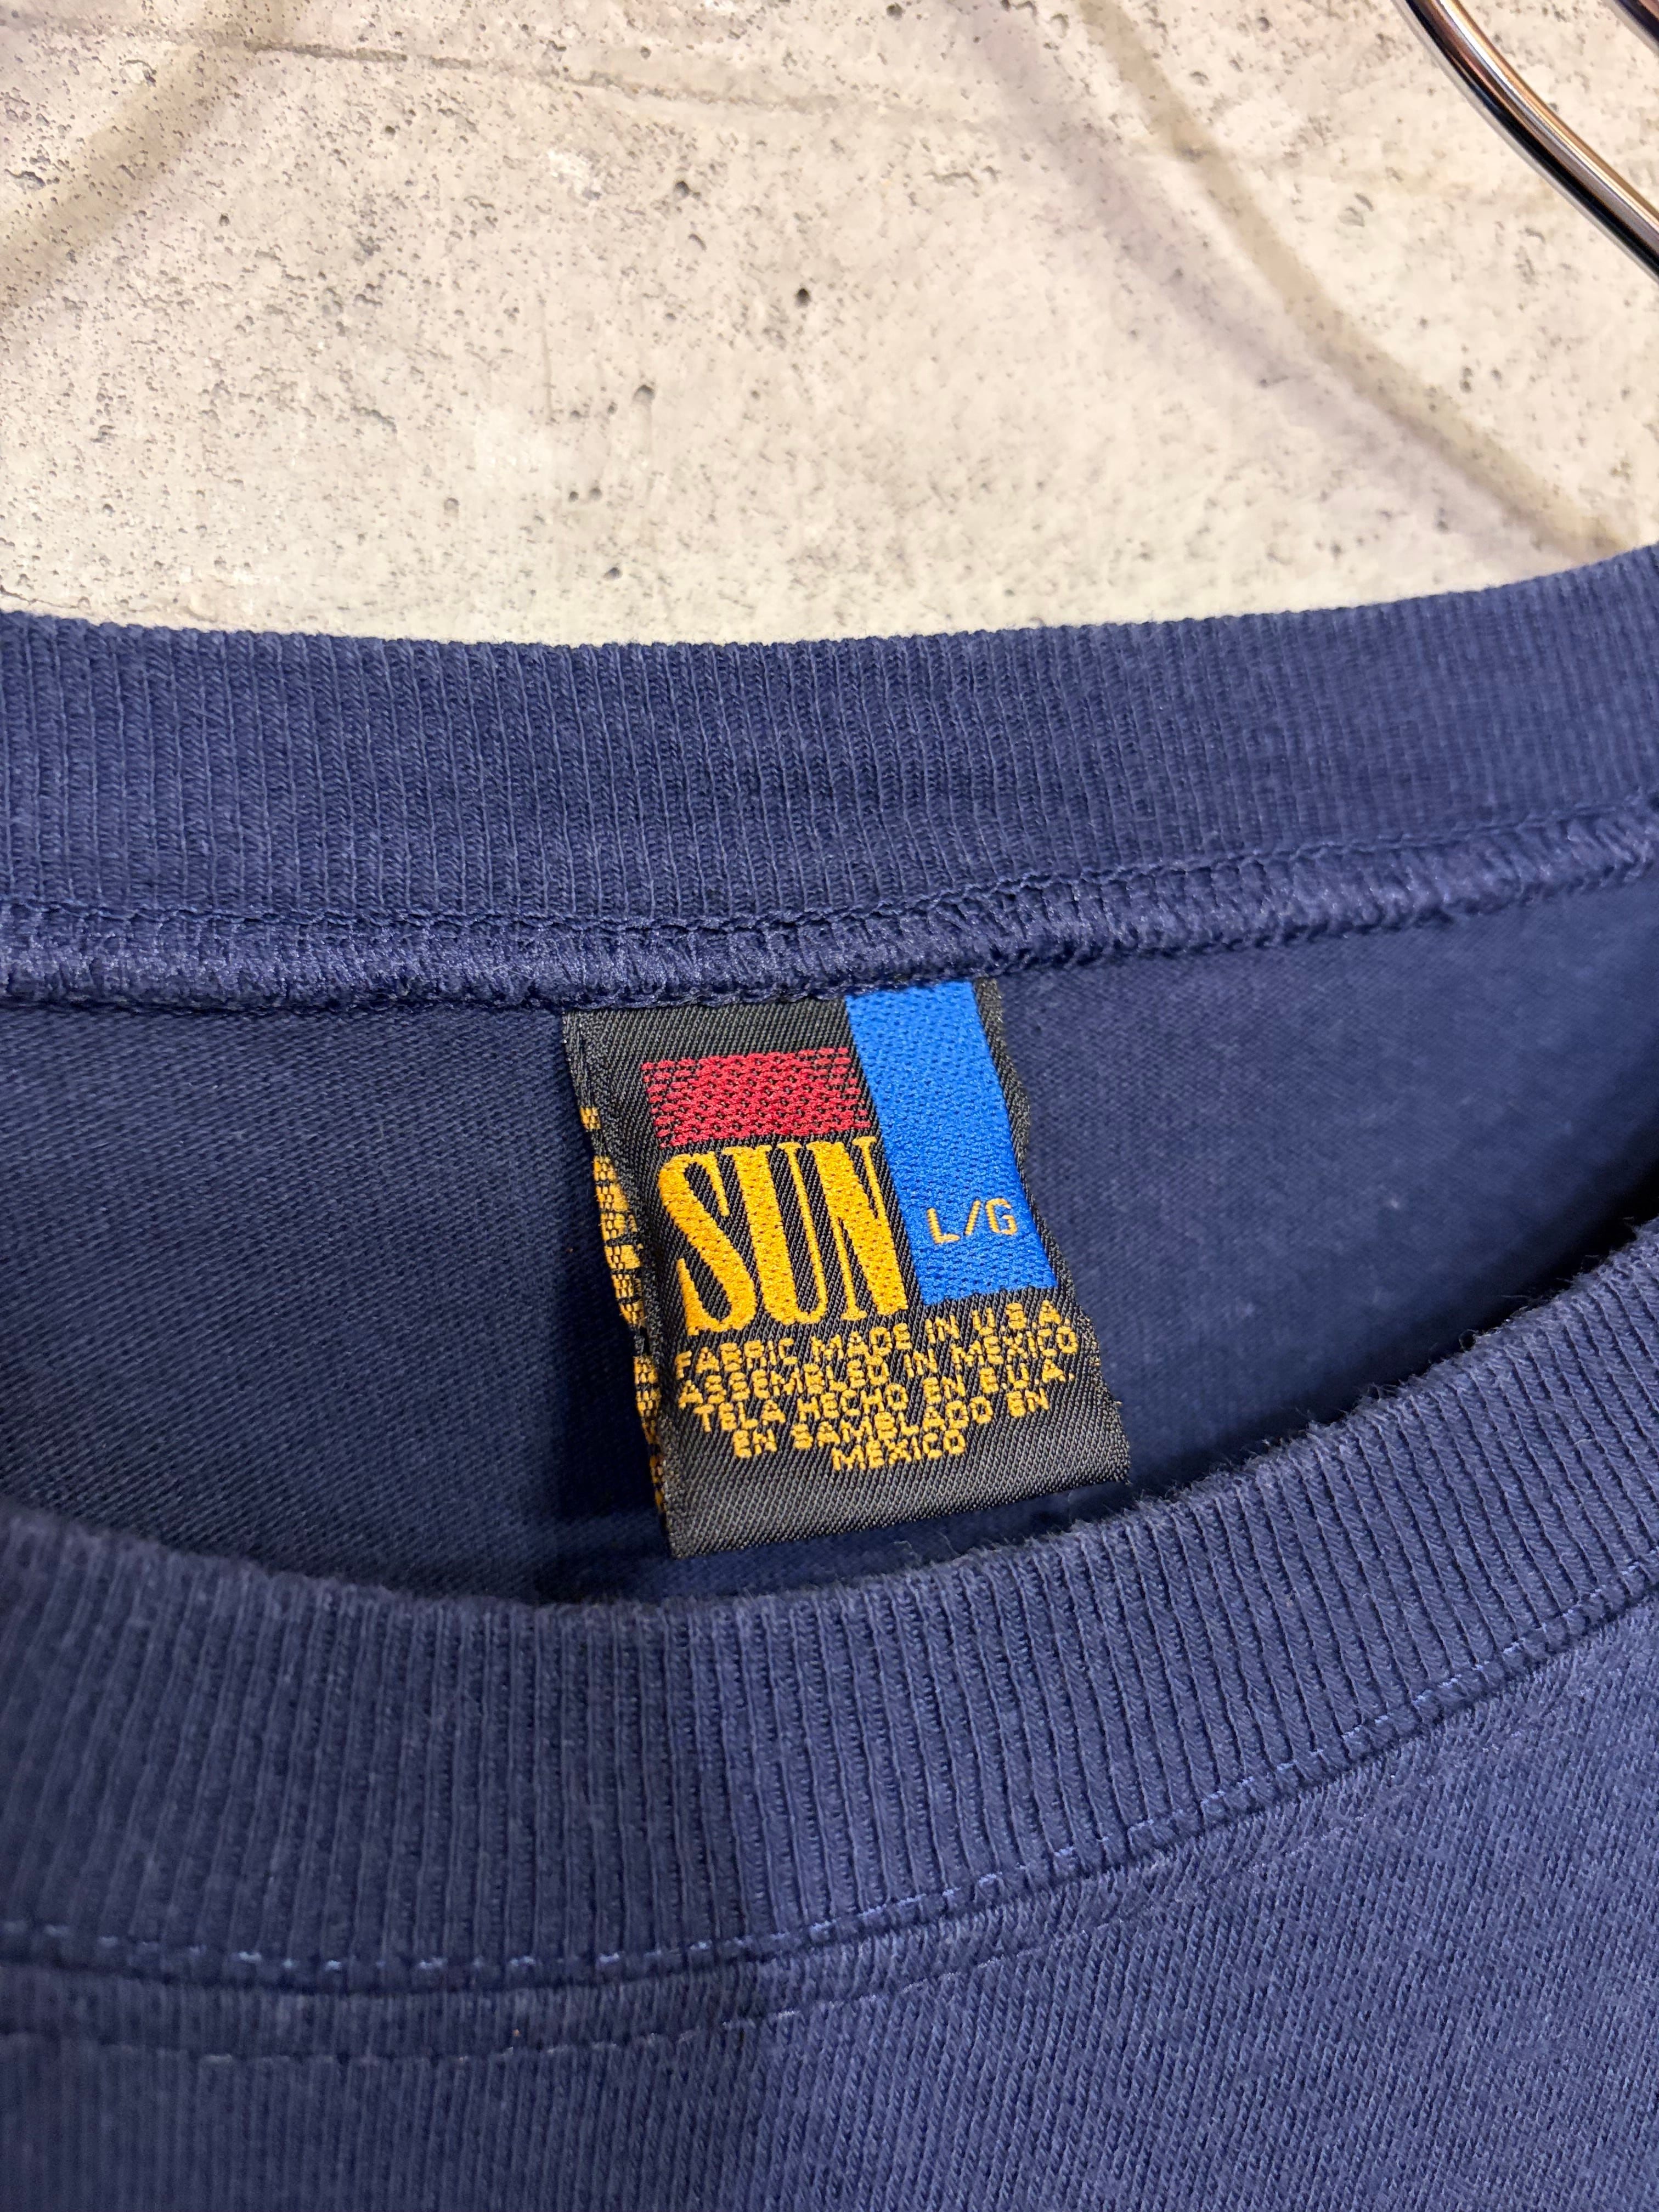 SUN
L/G
FABRIC MADE IN U.S.A
ASSEMBLED IN MEXICO
TELA HECHO EN E.U.A.
EN SAMBLADO EN
MEXICO